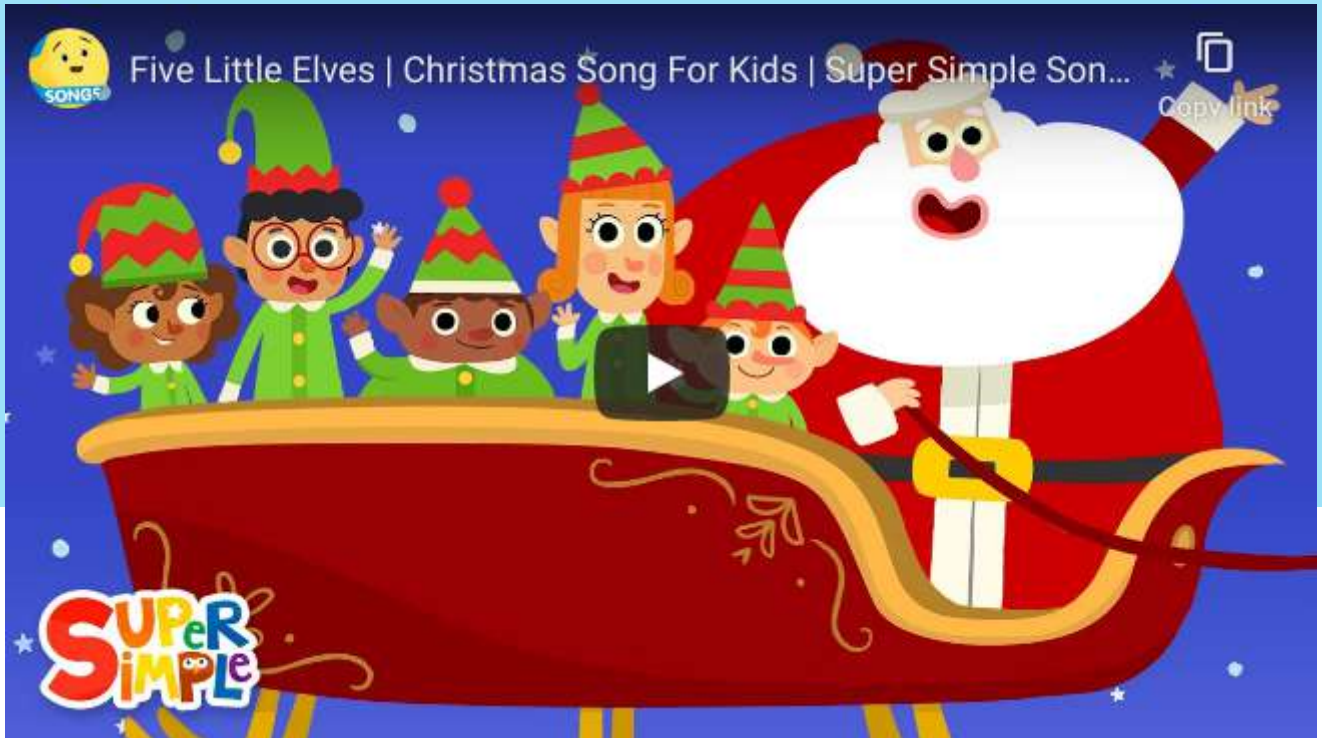 Five Little Elves | Christmas Song For Kids | Super Simple Son...
Copy link
SONGS
SUPER
SiMPLe